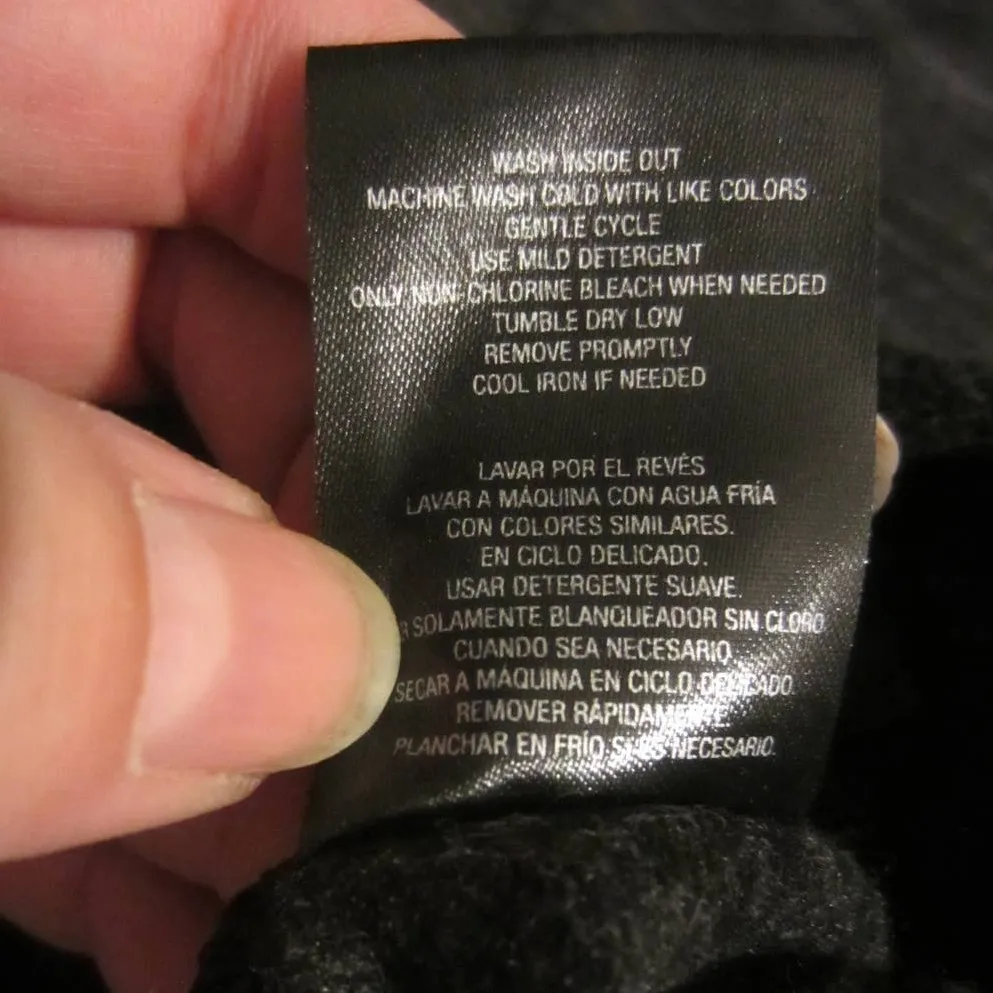 WASH INSIDE OUT
MACHINE WASH COLD WITH LIKE COLORS
GENTLE CYCLE
USE MILD DETERGENT
ONLY NON-CHLORINE BLEACH WHEN NEEDED
TUMBLE DRY LOW
REMOVE PROMPTLY
COOL IRON IF NEEDED
LAVAR POR EL REVÉS
LAVAR A MÁQUINA CON AGUA FRÍA
CON COLORES SIMILARES.
EN CICLO DELICADO.
USAR DETERGENTE SUAVE.
SOLAMENTE BLANQUEADOR SIN CLORO
CUANDO SEA NECESARIO
SECAR A MÁQUINA EN CICLO DELICADO
REMOVER RÁPIDAMENTE.
PLANCHAR EN FRÍO SI ES NECESARIO.